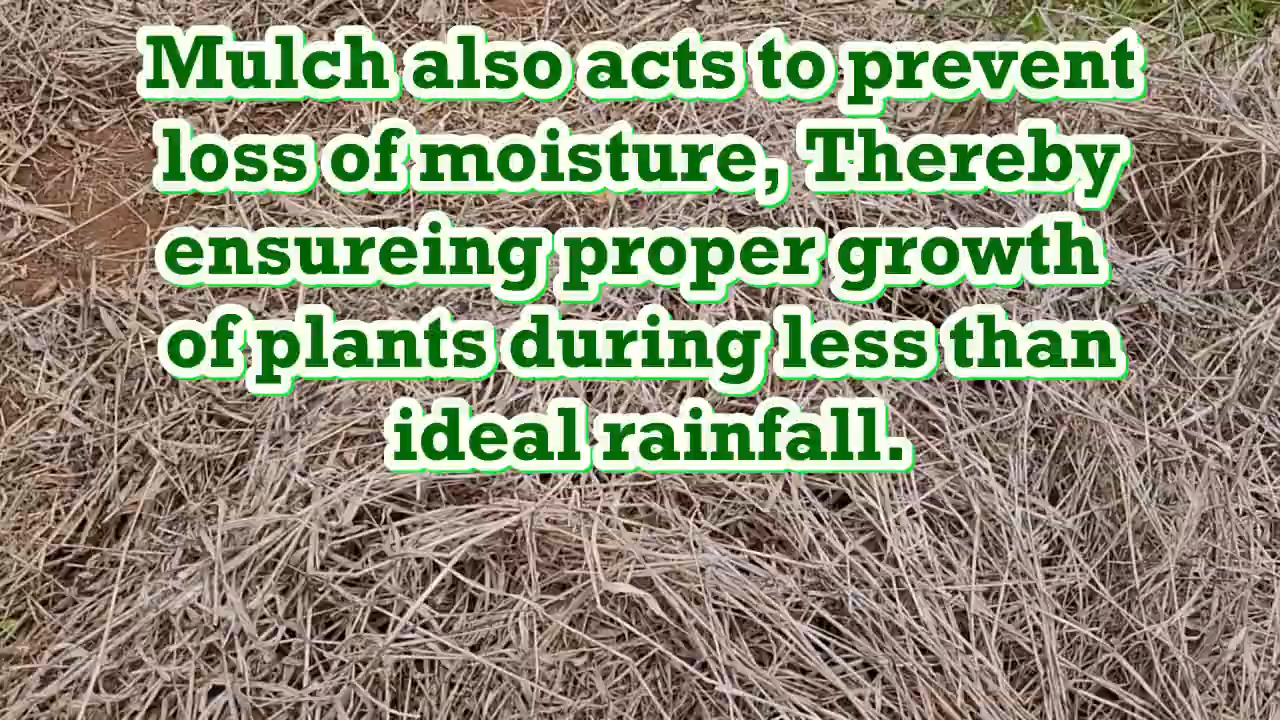 Mulch also acts to prevent
loss of moisture, Thereby
ensureing proper growth
of plants during less than
ideal rainfall.